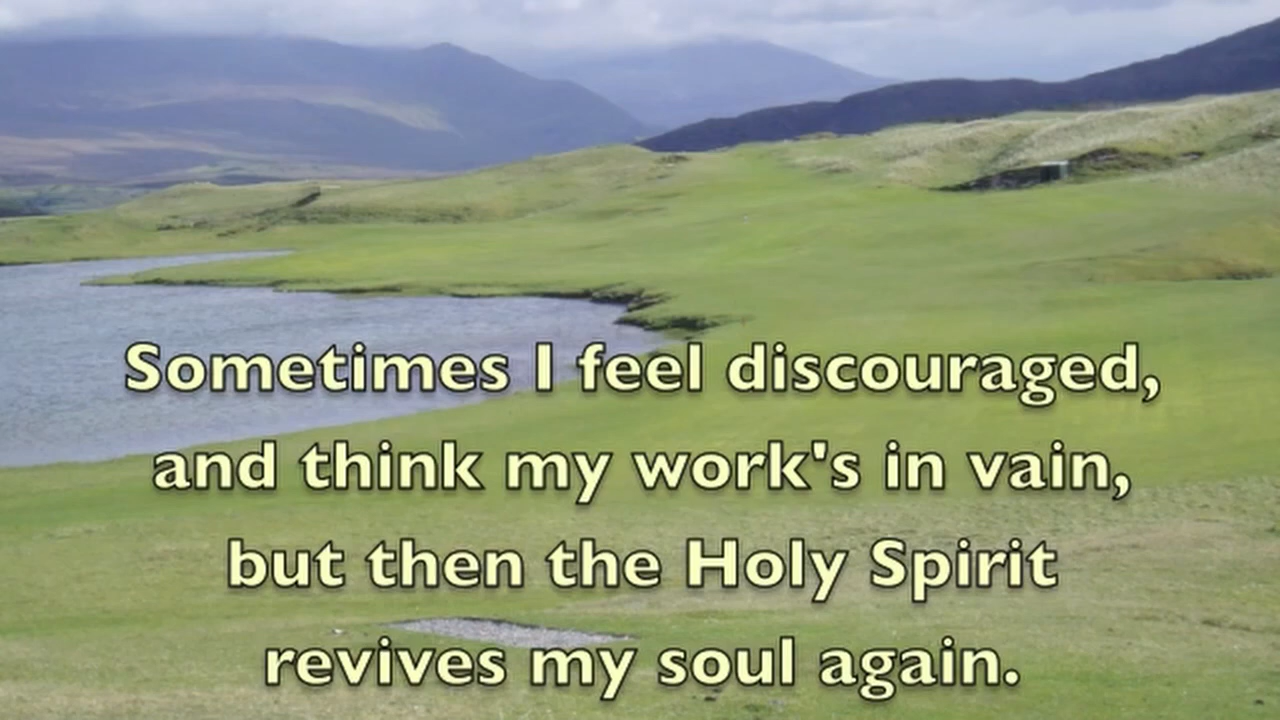 Sometimes I feel discouraged,
and think my work's in vain,
but then the Holy Spirit
revives my soul again.